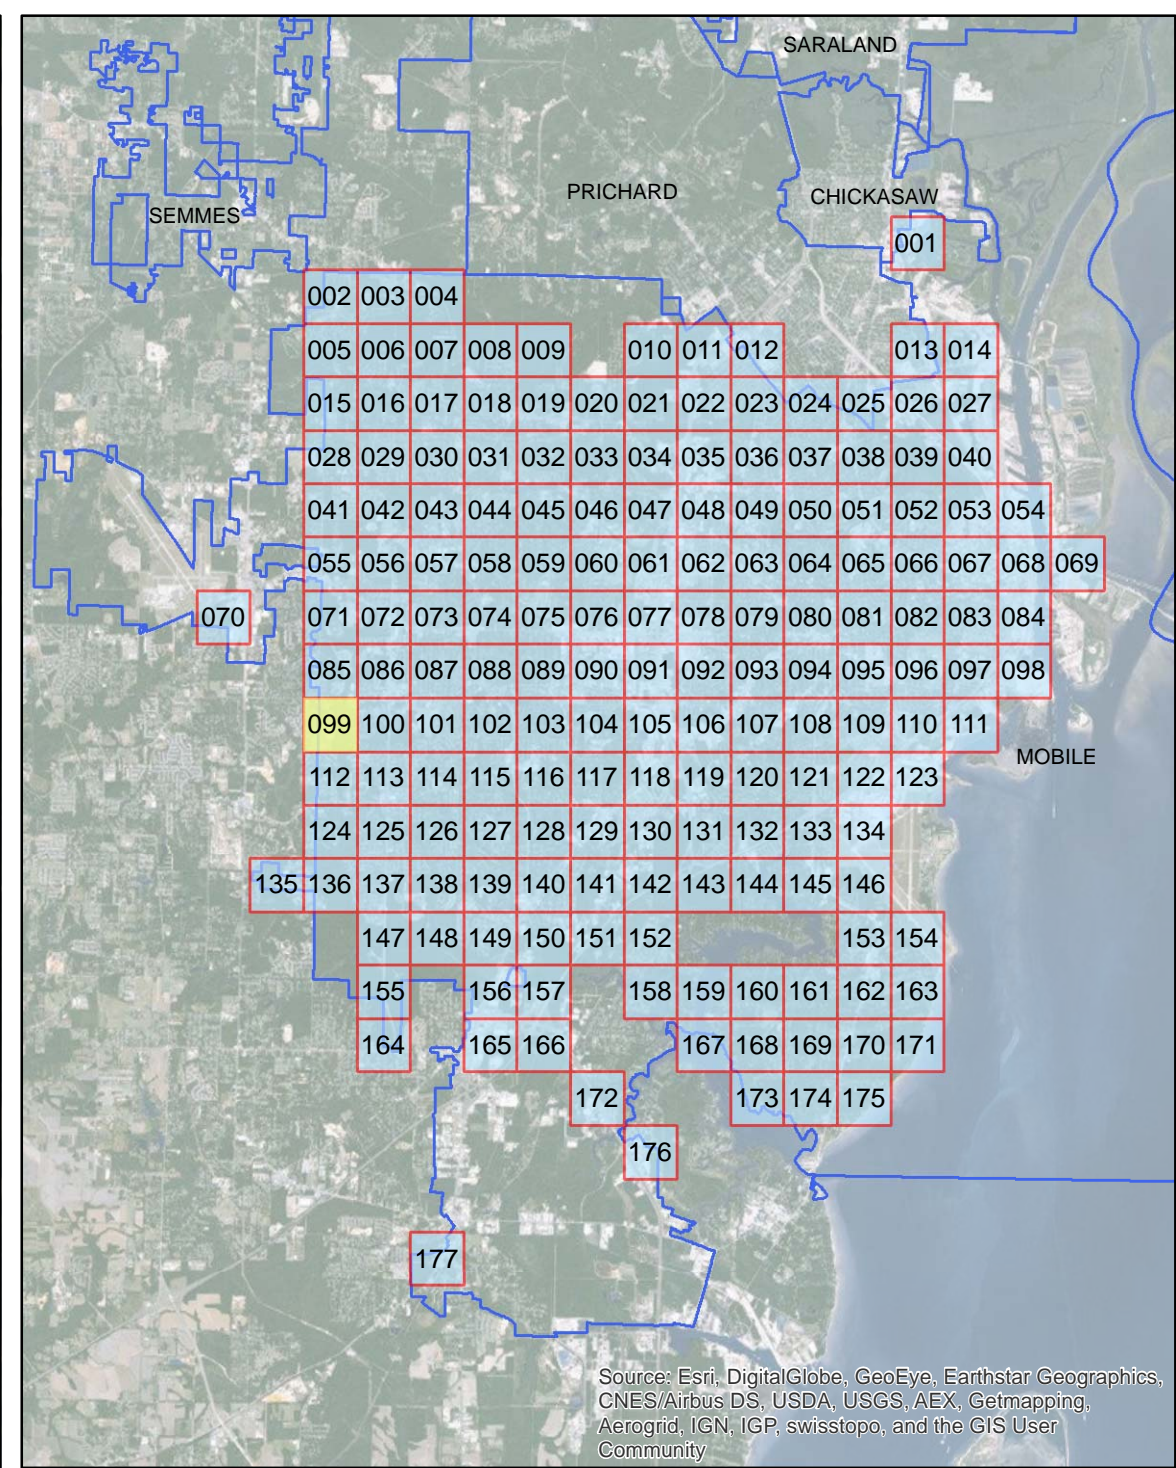 SARALAND
PRICHARD
CHICKASAW
SEMMES
001
002 003 004
005 006 007 008 009 010 011 012 013 014
015 016 017 018 019 020 021 022 023 024 025 026 027
028 029 030 031 032 033 034 035 036 037 038 039 040
041 042 043 044 045 046 047 048 049 050 051 052 053 054
055 056 057 058 059 060 061 062 063 064 065 066 067 068 069
070 071 072 073 074 075 076 077 078 079 080 081 082 083 084
085 086 087 088 089 090 091 092 093 094 095 096 097 098
099 100 101 102 103 104 105 106 107 108 109 110 111
MOBILE
112 113 114 115 116 117 118 119 120 121 122 123
124 125 126 127 128 129 130 131 132 133 134
135 136 137 138 139 140 141 142 143 144 145 146
147 148 149 150 151 152 153 154
155 156 157 158 159 160 161 162 163
164 165 166 167 168 169 170 171
172 173 174 175
176
177
Source: Esri, DigitalGlobe, GeoEye, Earthstar Geographics,
CNES/Airbus DS, USDA, USGS, AEX, Getmapping,
Aerogrid, IGN, IGP, swisstopo, and the GIS User
Community